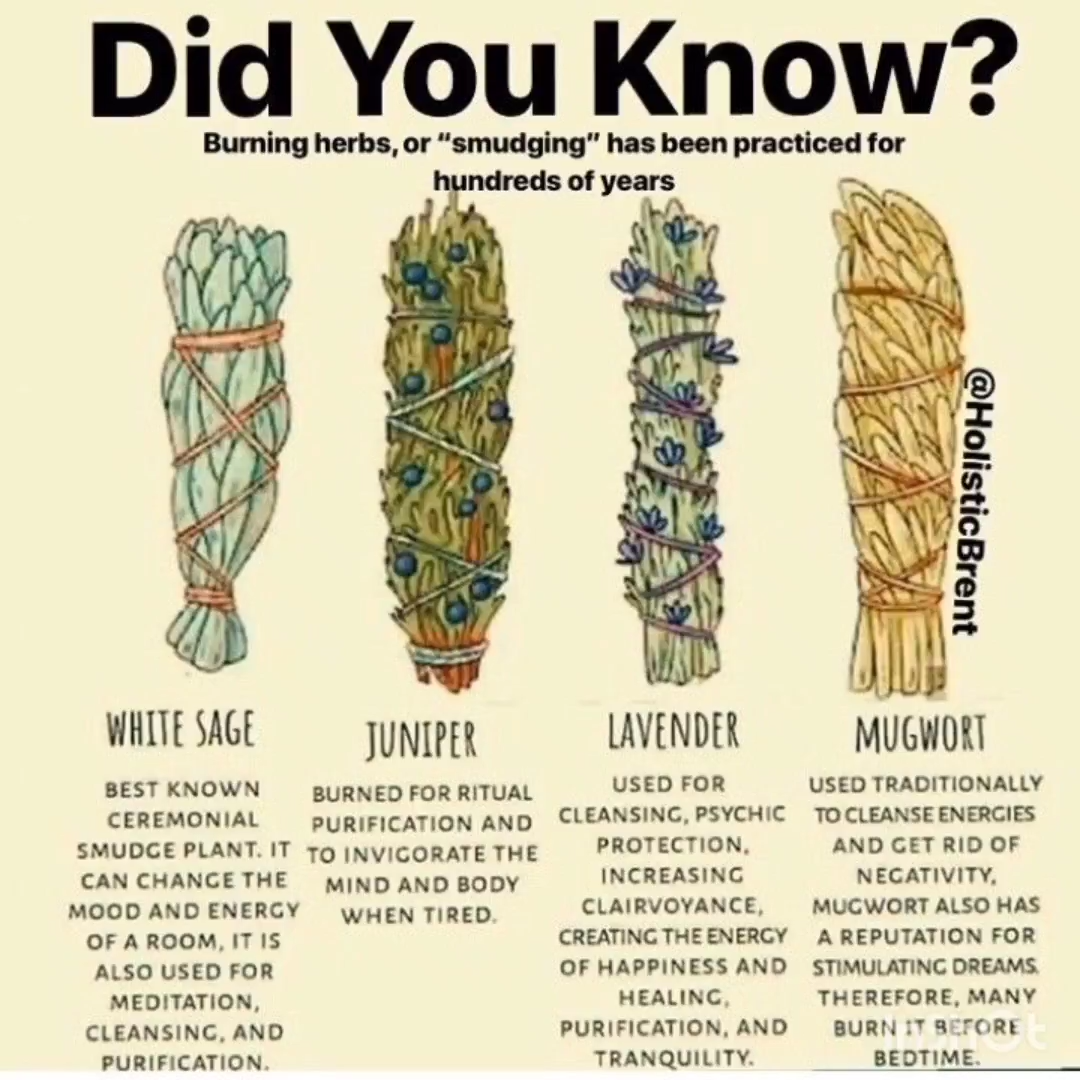 Did You Know?
Burning herbs, or “smudging” has been practiced for
hundreds of years
@HolisticBrent
WHITE SAGE
BEST KNOWN
CEREMONIAL
SMUDGE PLANT. IT
CAN CHANGE THE
MOOD AND ENERGY
OF A ROOM, IT IS
ALSO USED FOR
MEDITATION,
CLEANSING, AND
PURIFICATION.
JUNIPER
BURNED FOR RITUAL
PURIFICATION AND
TO INVIGORATE THE
MIND AND BODY
WHEN TIRED.
LAVENDER
USED FOR
CLEANSING, PSYCHIC
PROTECTION,
INCREASING
CLAIRVOYANCE,
CREATING THE ENERGY
OF HAPPINESS AND
HEALING,
PURIFICATION, AND
TRANQUILITY.
MUGWORT
USED TRADITIONALLY
TO CLEANSE ENERGIES
AND GET RID OF
NEGATIVITY,
MUGWORT ALSO HAS
A REPUTATION FOR
STIMULATING DREAMS.
THEREFORE, MANY
BURN IT BEFORE
BEDTIME.
InShOt